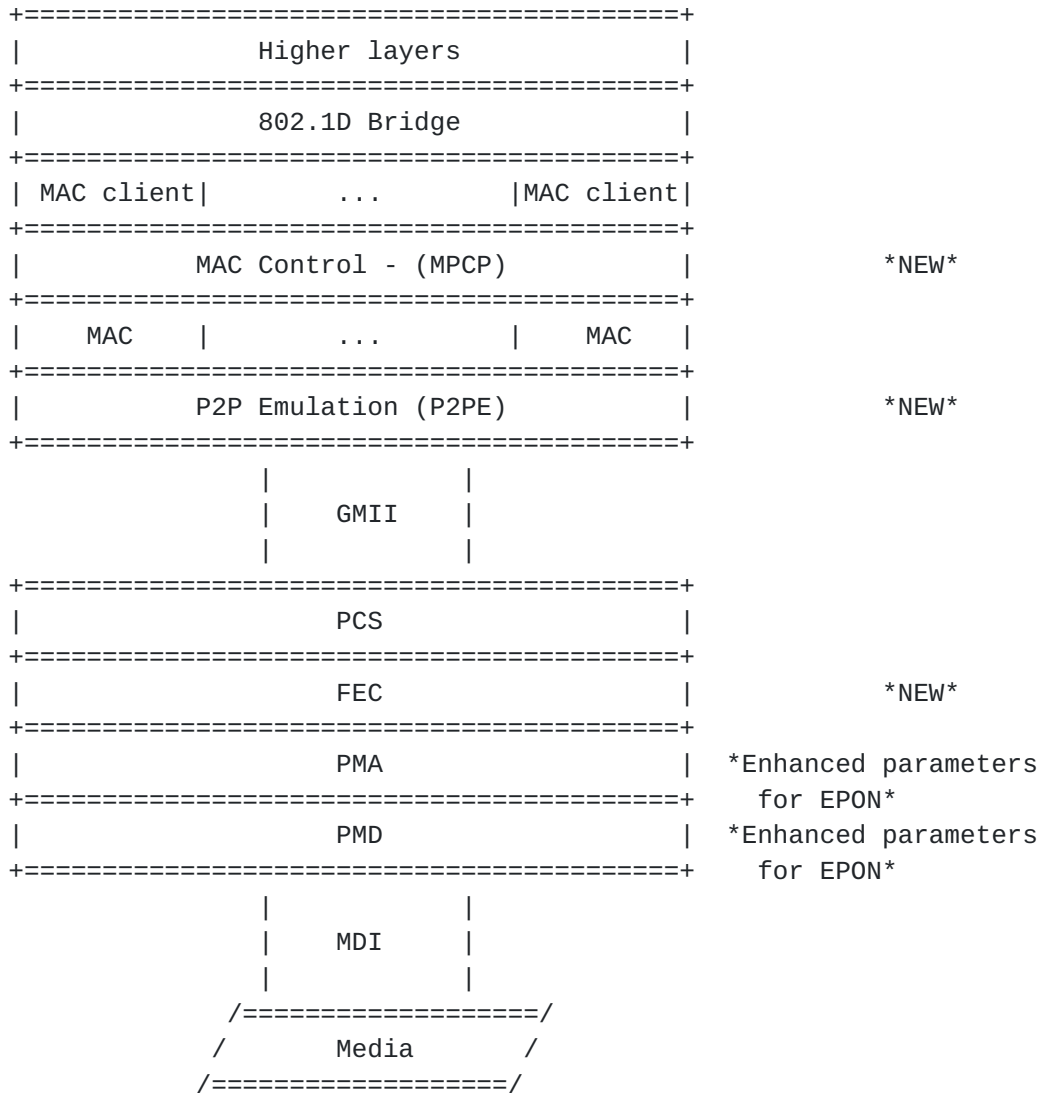 +==========================================+
| Higher layers |
+==========================================+
| 802.1D Bridge |
+==========================================+
| MAC client| ... |MAC client|
+==========================================+
| MAC Control - (MPCP) | *NEW*
+==========================================+
| MAC | ... | MAC |
+==========================================+
| P2P Emulation (P2PE) | *NEW*
+==========================================+
| |
| GMII |
| |
+==========================================+
| PCS |
+==========================================+
| FEC | *NEW*
+==========================================+
| PMA | *Enhanced parameters
+==========================================+ for EPON*
| PMD | *Enhanced parameters
+==========================================+ for EPON*
| |
| MDI |
| |
/===================/
/ Media /
/===================/